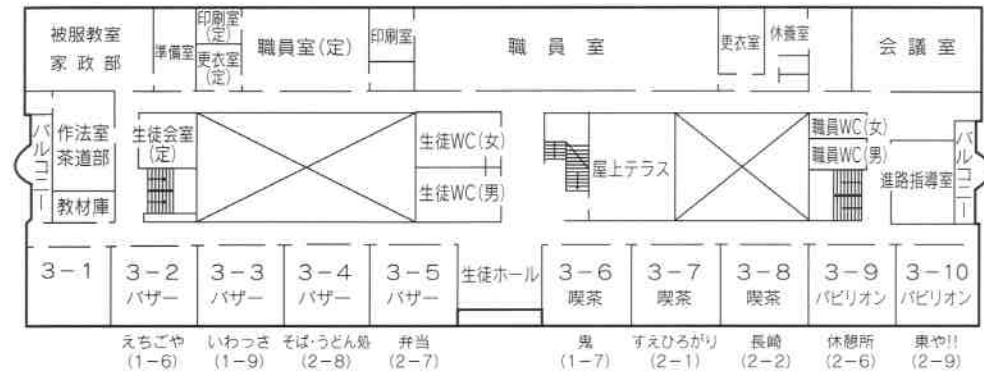 被服教室
家政部
準備室
印刷室
(定)
更衣室
(定)
職員室(定)
印刷室
職員室
更衣室
休養室
会議室
バルコニー
作法室
茶道部
教材庫
生徒会室
(定)
生徒WC(女)
生徒WC(男)
屋上テラス
職員WC(女)
職員WC(男)
進路指導室
バルコニー
3-1
3-2
バザー
3-3
バザー
3-4
バザー
3-5
バザー
生徒ホール
3-6
喫茶
3-7
喫茶
3-8
喫茶
3-9
パビリオン
3-10
パビリオン
えちごや
(1-6)
いわっさ
(1-9)
そば・うどん処
(2-8)
弁当
(2-7)
鬼
(1-7)
すえひろがり
(2-1)
長崎
(2-2)
休憩所
(2-6)
東や!!
(2-9)